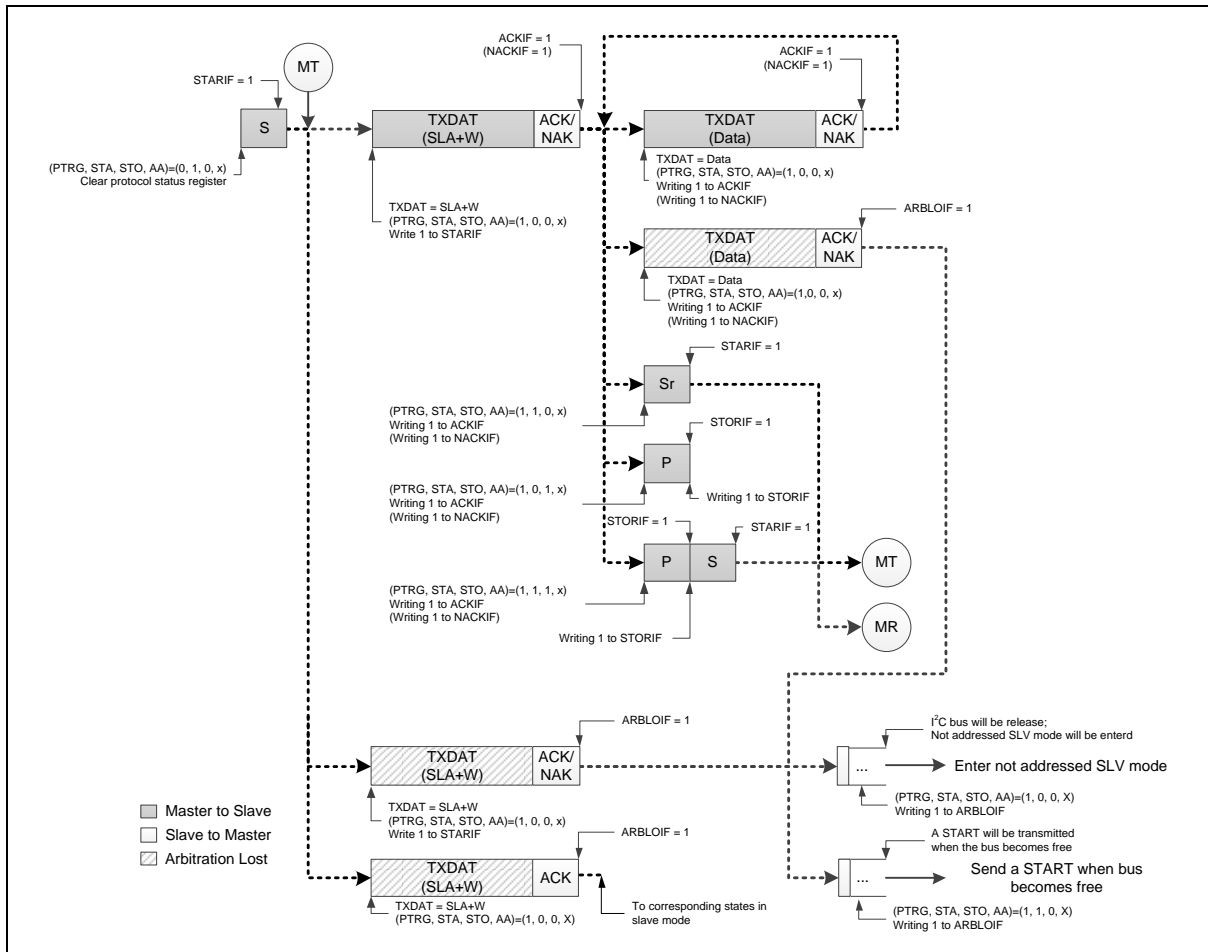 ACKIF = 1
(NACKIF = 1)
ACKIF = 1
(NACKIF = 1)
MT
STARIF = 1
S
TXDAT
(SLA+W)
ACK/
NAK
TXDAT
(Data)
ACK/
NAK
(PTRG, STA, STO, AA)=(0, 1, 0, x)
Clear protocol status register
TXDAT = Data
(PTRG, STA, STO, AA)=(1, 0, 0, x)
Writing 1 to ACKIF
(Writing 1 to NACKIF)
TXDAT = SLA+W
(PTRG, STA, STO, AA)=(1, 0, 0, x)
Write 1 to STARIF
ARBLOIF = 1
TXDAT
(Data)
ACK/
NAK
TXDAT = Data
(PTRG, STA, STO, AA)=(1,0, 0, x)
Writing 1 to ACKIF
(Writing 1 to NACKIF)
STARIF = 1
Sr
(PTRG, STA, STO, AA)=(1, 1, 0, x)
Writing 1 to ACKIF
(Writing 1 to NACKIF)
STORIF = 1
P
(PTRG, STA, STO, AA)=(1, 0, 1, x)
Writing 1 to ACKIF
(Writing 1 to NACKIF)
Writing 1 to STORIF
STORIF = 1
STARIF = 1
P
S
MT
(PTRG, STA, STO, AA)=(1, 1, 1, x)
Writing 1 to ACKIF
(Writing 1 to NACKIF)
Writing 1 to STORIF
MR
ARBLOIF = 1
I²C bus will be release;
Not addressed SLV mode will be enterd
TXDAT
(SLA+W)
ACK/
NAK
...
Enter not addressed SLV mode
TXDAT = SLA+W
(PTRG, STA, STO, AA)=(1, 0, 0, x)
Write 1 to STARIF
(PTRG, STA, STO, AA)=(1, 0, 0, X)
Writing 1 to ARBLOIF
Master to Slave
Slave to Master
Arbitration Lost
ARBLOIF = 1
A START will be transmitted
when the bus becomes free
TXDAT
(SLA+W)
ACK
...
Send a START when bus
becomes free
TXDAT = SLA+W
(PTRG, STA, STO, AA)=(1, 0, 0, X)
To corresponding states in
slave mode
(PTRG, STA, STO, AA)=(1, 1, 0, X)
Writing 1 to ARBLOIF